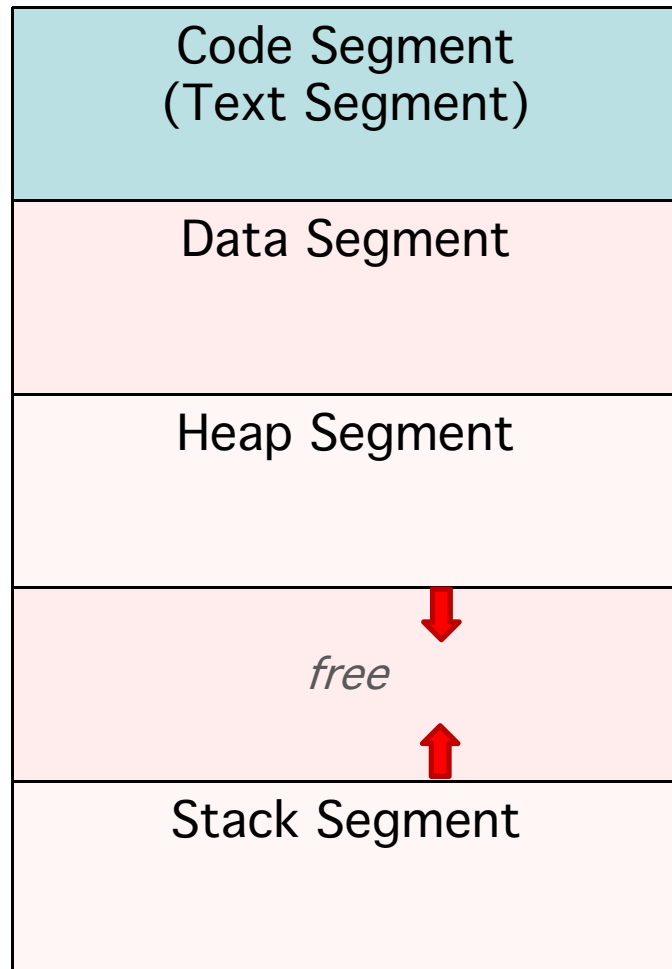 Code Segment
(Text Segment)
Data Segment
Heap Segment
free
Stack Segment